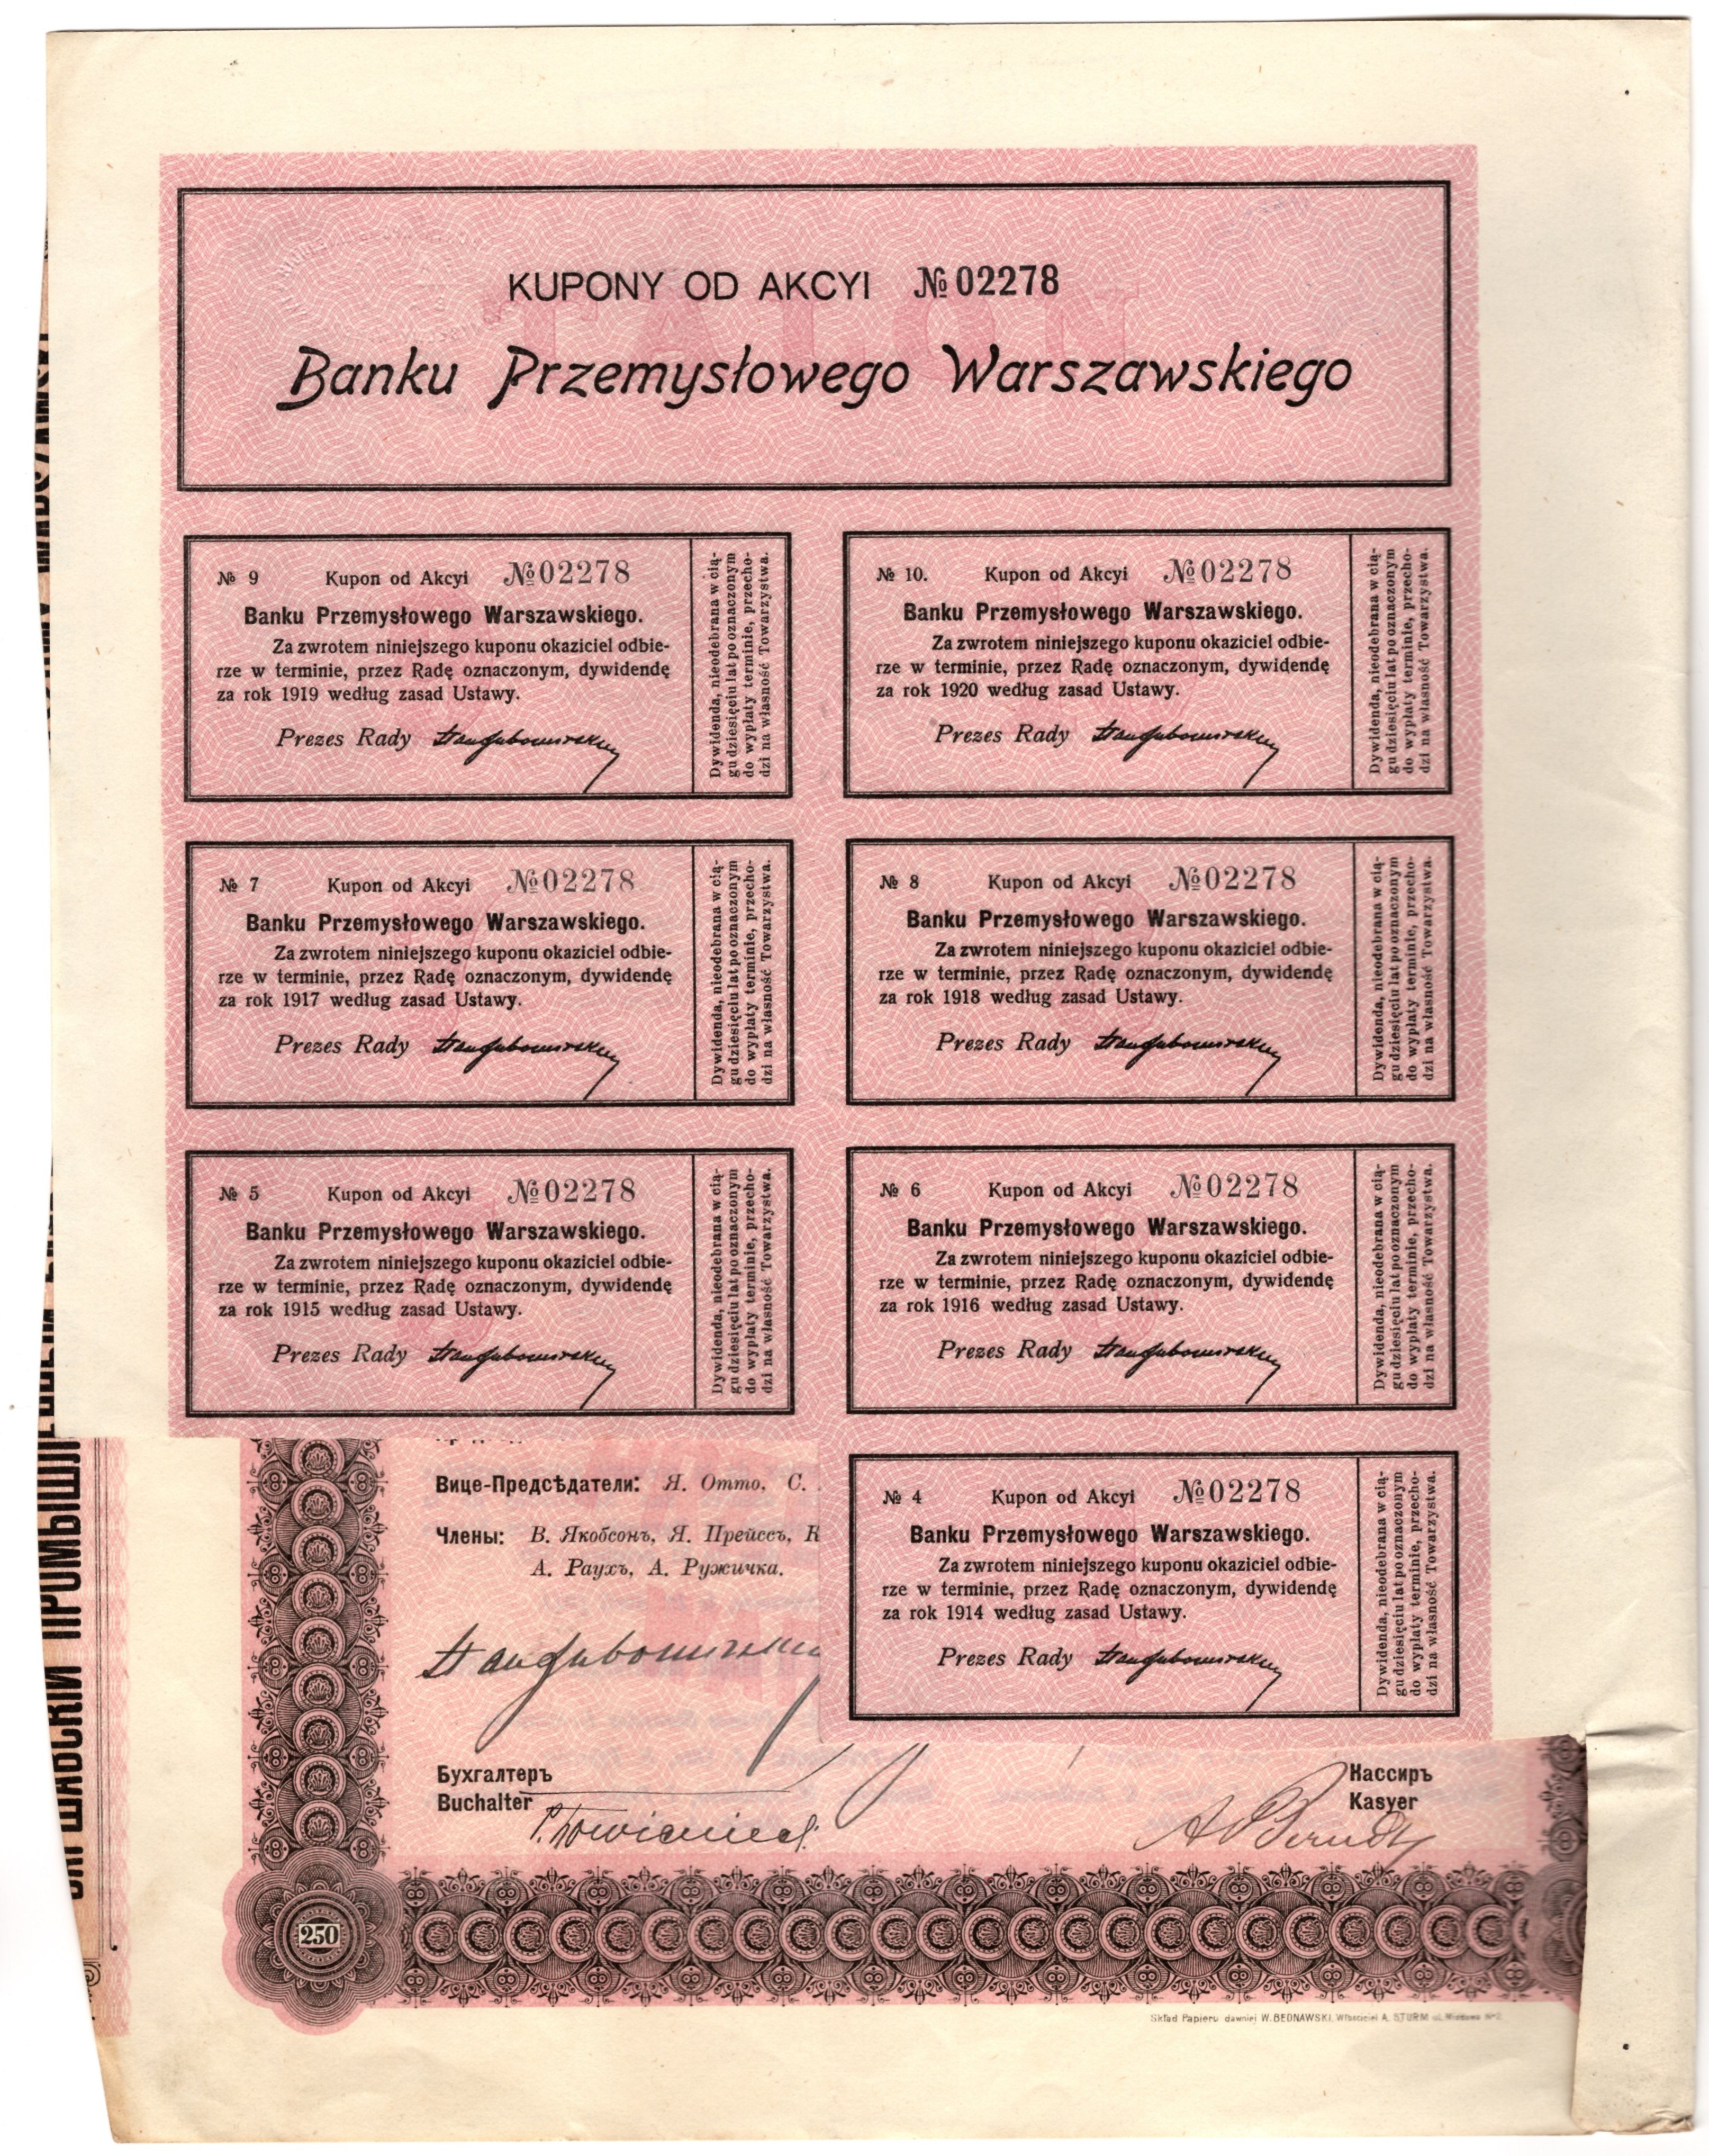 TALON
KUPONY OD AKCYI № 02278
Banku Przemysłowego Warszawskiego
№ 9 Kupon od Akcyi №02278
Banku Przemysłowego Warszawskiego.
Za zwrotem niniejszego kuponu okaziciel odbie-
rze w terminie, przez Radę oznaczonym, dywidendę
za rok 1919 według zasad Ustawy.
Prezes Rady
Dywidenda, nieodebrana w cią-
gu dziesięciu lat po oznaczonym
do wypłaty terminie, przecho-
dzi na własność Towarzystwa.
№ 10. Kupon od Akcyi №02278
Banku Przemysłowego Warszawskiego.
Za zwrotem niniejszego kuponu okaziciel odbie-
rze w terminie, przez Radę oznaczonym, dywidendę
za rok 1920 według zasad Ustawy.
Prezes Rady
Dywidenda, nieodebrana w cią-
gu dziesięciu lat po oznaczonym
do wypłaty terminie, przecho-
dzi na własność Towarzystwa.
№ 7 Kupon od Akcyi №02278
Banku Przemysłowego Warszawskiego.
Za zwrotem niniejszego kuponu okaziciel odbie-
rze w terminie, przez Radę oznaczonym, dywidendę
za rok 1917 według zasad Ustawy.
Prezes Rady
Dywidenda, nieodebrana w cią-
gu dziesięciu lat po oznaczonym
do wypłaty terminie, przecho-
dzi na własność Towarzystwa.
№ 8 Kupon od Akcyi №02278
Banku Przemysłowego Warszawskiego.
Za zwrotem niniejszego kuponu okaziciel odbie-
rze w terminie, przez Radę oznaczonym, dywidendę
za rok 1918 według zasad Ustawy.
Prezes Rady
Dywidenda, nieodebrana w cią-
gu dziesięciu lat po oznaczonym
do wypłaty terminie, przecho-
dzi na własność Towarzystwa.
№ 5 Kupon od Akcyi №02278
Banku Przemysłowego Warszawskiego.
Za zwrotem niniejszego kuponu okaziciel odbie-
rze w terminie, przez Radę oznaczonym, dywidendę
za rok 1915 według zasad Ustawy.
Prezes Rady
Dywidenda, nieodebrana w cią-
gu dziesięciu lat po oznaczonym
do wypłaty terminie, przecho-
dzi na własność Towarzystwa.
№ 6 Kupon od Akcyi №02278
Banku Przemysłowego Warszawskiego.
Za zwrotem niniejszego kuponu okaziciel odbie-
rze w terminie, przez Radę oznaczonym, dywidendę
za rok 1916 według zasad Ustawy.
Prezes Rady
Dywidenda, nieodebrana w cią-
gu dziesięciu lat po oznaczonym
do wypłaty terminie, przecho-
dzi na własność Towarzystwa.
№ 4 Kupon od Akcyi №02278
Banku Przemysłowego Warszawskiego.
Za zwrotem niniejszego kuponu okaziciel odbie-
rze w terminie, przez Radę oznaczonym, dywidendę
za rok 1914 według zasad Ustawy.
Prezes Rady
Dywidenda, nieodebrana w cią-
gu dziesięciu lat po oznaczonym
do wypłaty terminie, przecho-
dzi na własność Towarzystwa.
Вице-Предсѣдатели: Я. Отто, С.
Члены: В. Якобсонъ, Я. Прейссъ, К
А. Раухъ, А. Ружичка.
Бухгалтеръ
Buchalter
Кассиръ
Kasyer
250
Skład Papieru dawniej W. BEDNAWSKI, Właściciel A. STURM ul. Miodowa № 2.